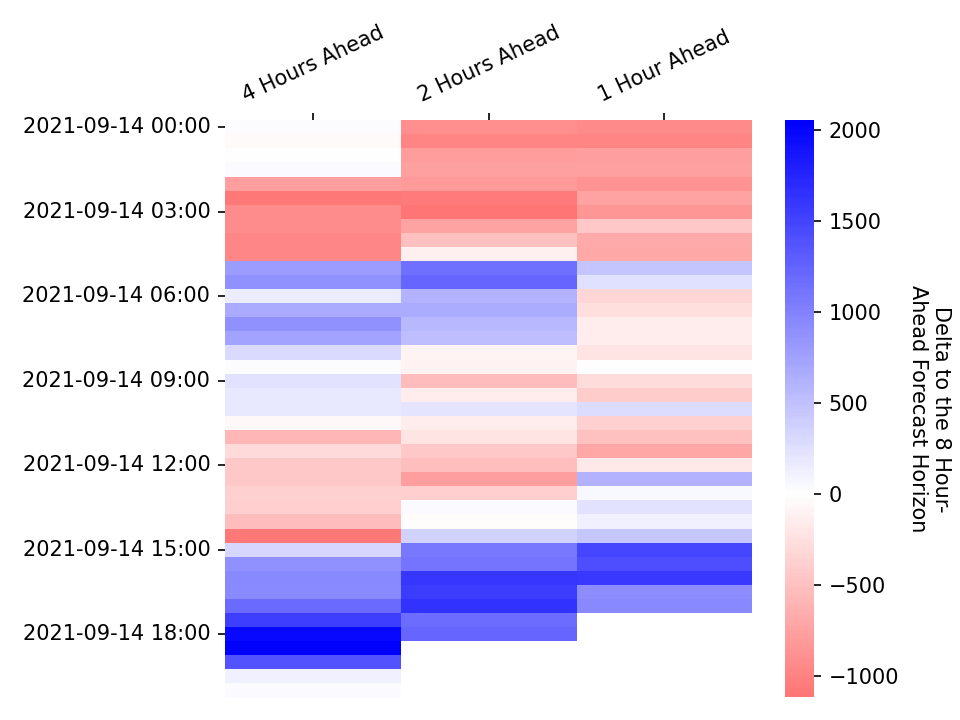 4 Hours Ahead
2 Hours Ahead
1 Hour Ahead
2021-09-14 00:00
2021-09-14 03:00
2021-09-14 06:00
2021-09-14 09:00
2021-09-14 12:00
2021-09-14 15:00
2021-09-14 18:00
2000
1500
1000
500
0
−500
−1000
Delta to the 8 Hour-
Ahead Forecast Horizon